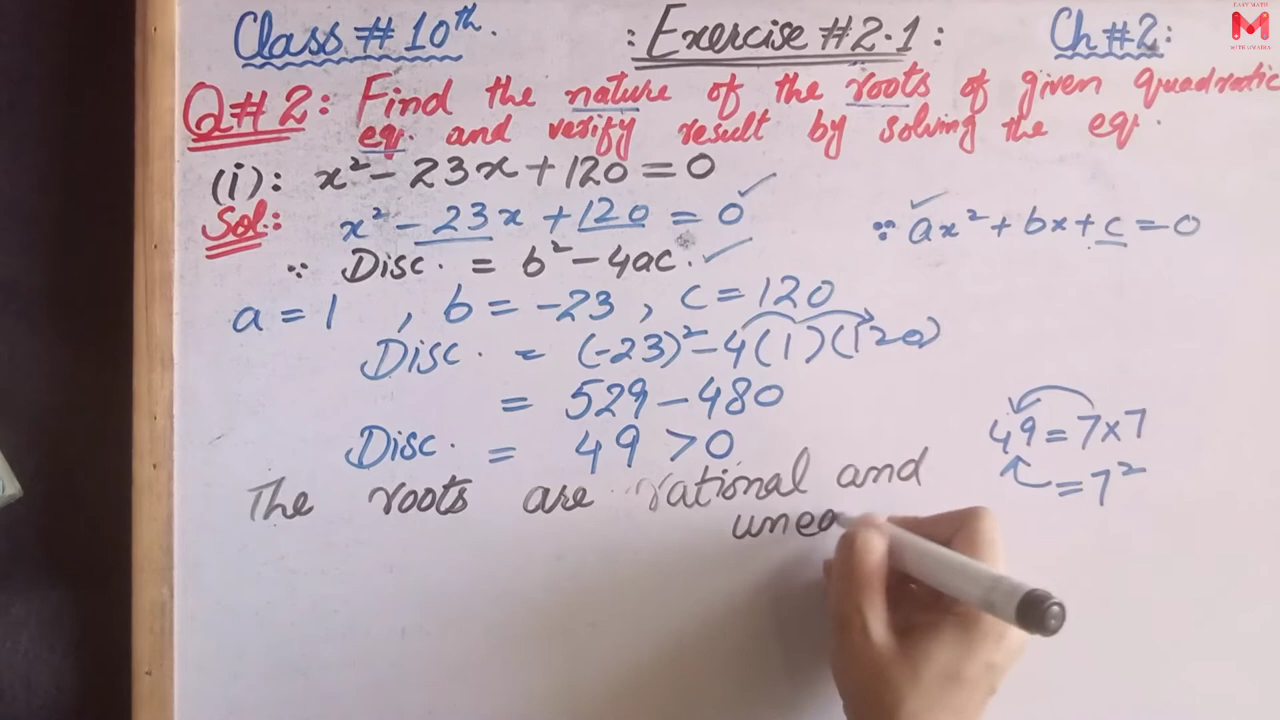 Class # 10th. : Exercise # 2.1 : Ch # 2:
EASY MATH
M
Q# 2: Find the nature of the roots of given quadratic
eq. and verify result by solving the eq.
(i): x² - 23x + 120 = 0
Sol: x² - 23x + 120 = 0 ✓ ∵ ax² + bx + c = 0
∵ Disc. = b² - 4ac. ✓
a = 1 , b = -23 , c = 120
Disc. = (-23)² - 4(1)(120)
= 529 - 480
Disc. = 49 > 0
49 = 7×7
= 7²
The roots are rational and
uneq